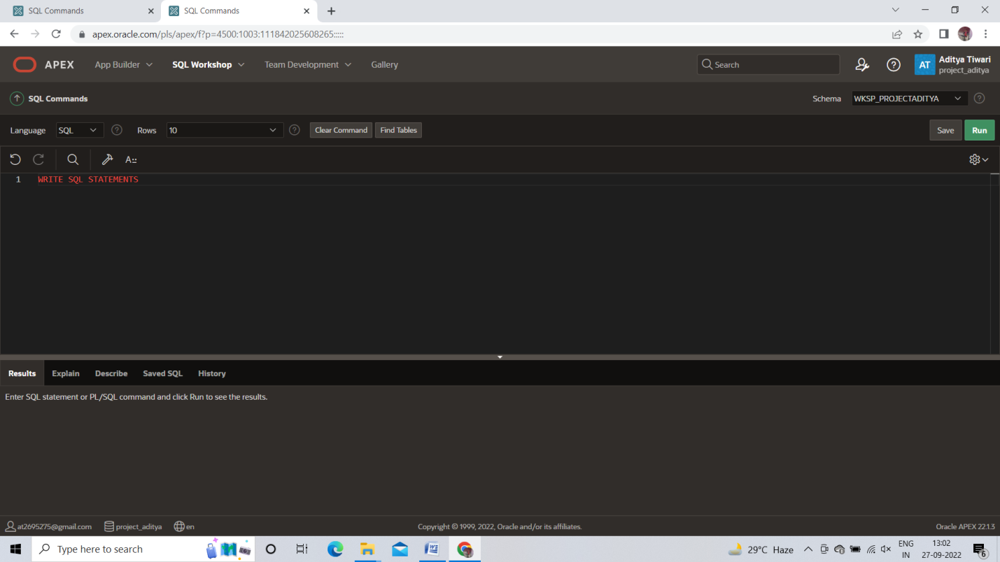 SQL Commands
SQL Commands
apex.oracle.com/pls/apex/f?p=4500:1003:111842025608265:::::
APEX App Builder SQL Workshop Team Development Gallery Search AT Aditya Tiwari
project_aditya
SQL Commands Schema WKSP_PROJECTADITYA
Language SQL Rows 10 Clear Command Find Tables Save Run
A::
1 WRITE SQL STATEMENTS
Results Explain Describe Saved SQL History
Enter SQL statement or PL/SQL command and click Run to see the results.
at2695275@gmail.com project_aditya en Copyright © 1999, 2022, Oracle and/or its affiliates. Oracle APEX 22.1.3
Type here to search 29°C Haze ENG IN 13:02 27-09-2022 6